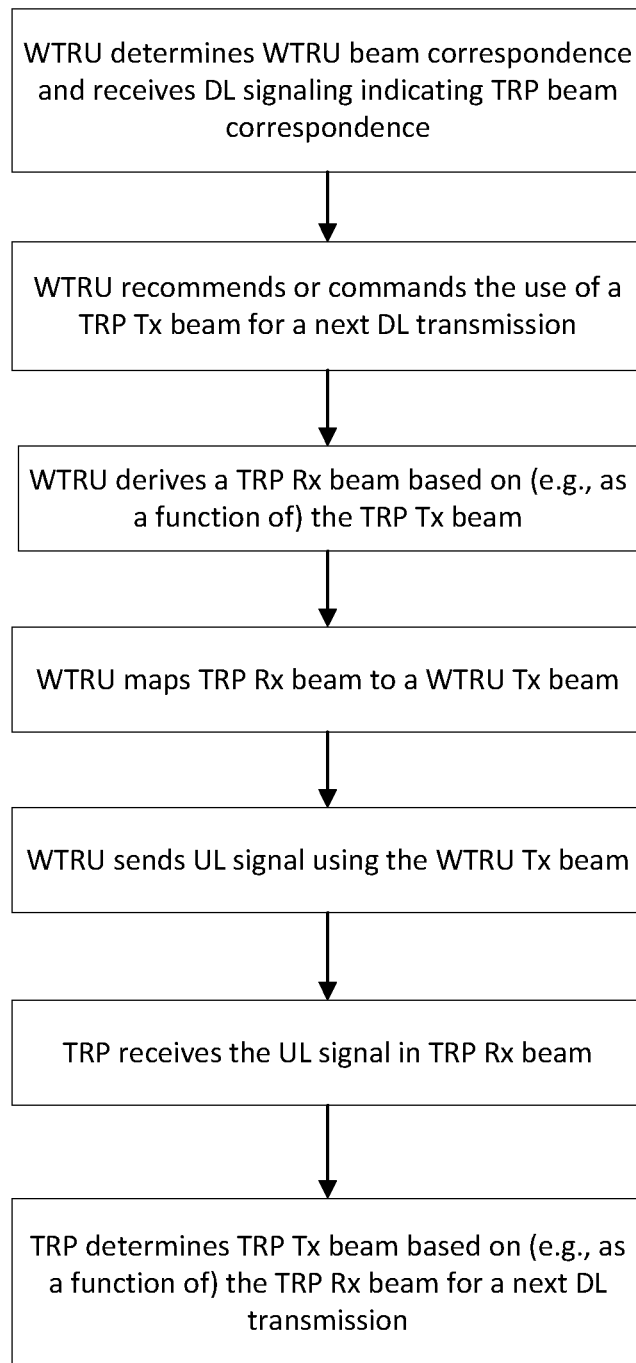 WTRU determines WTRU beam correspondence
and receives DL signaling indicating TRP beam
correspondence
WTRU recommends or commands the use of a
TRP Tx beam for a next DL transmission
WTRU derives a TRP Rx beam based on (e.g., as
a function of) the TRP Tx beam
WTRU maps TRP Rx beam to a WTRU Tx beam
WTRU sends UL signal using the WTRU Tx beam
TRP receives the UL signal in TRP Rx beam
TRP determines TRP Tx beam based on (e.g., as
a function of) the TRP Rx beam for a next DL
transmission